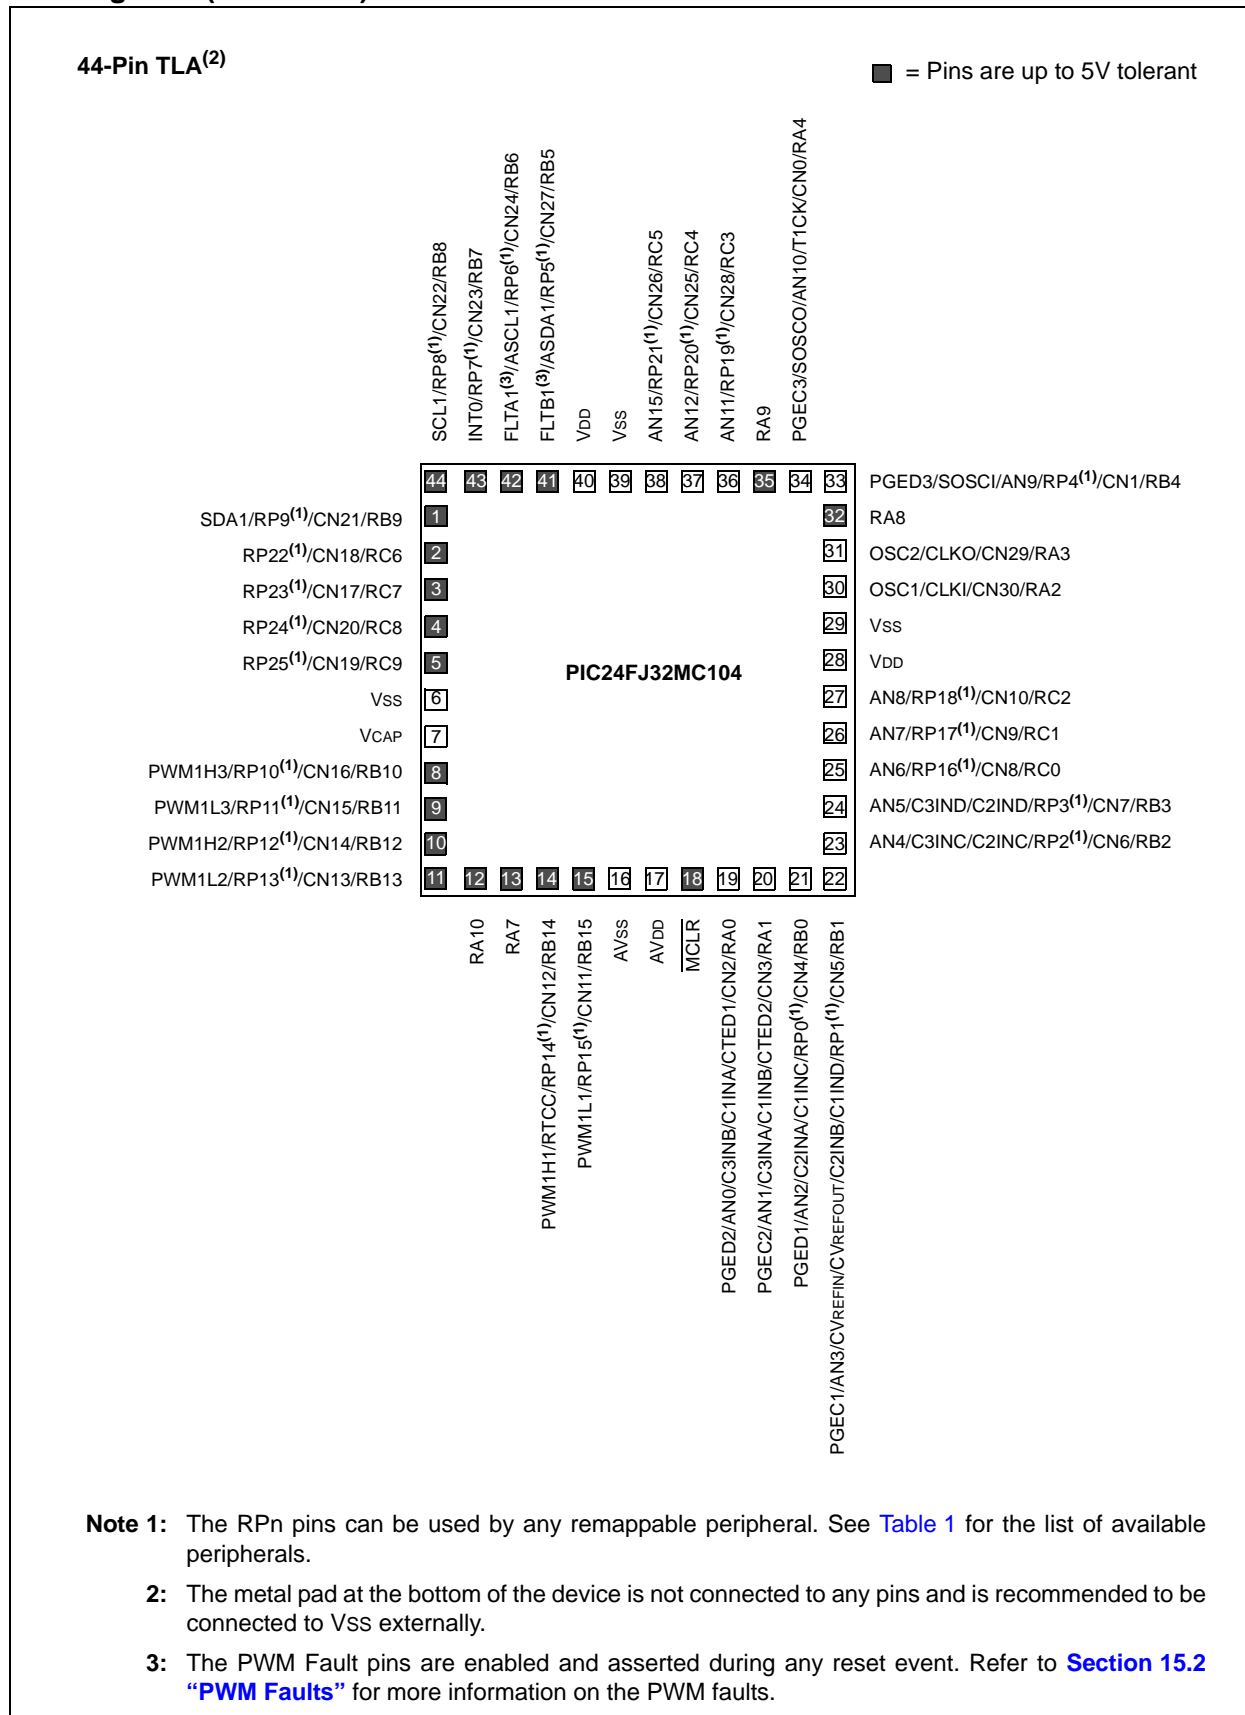 44-Pin TLA(2)
= Pins are up to 5V tolerant
SCL1/RP8(1)/CN22/RB8
INT0/RP7(1)/CN23/RB7
FLTA1(3)/ASCL1/RP6(1)/CN24/RB6
FLTB1(3)/ASDA1/RP5(1)/CN27/RB5
VDD
VSS
AN15/RP21(1)/CN26/RC5
AN12/RP20(1)/CN25/RC4
AN11/RP19(1)/CN28/RC3
RA9
PGEC3/SOSCO/AN10/T1CK/CN0/RA4
44 43 42 41 40 39 38 37 36 35 34 33 PGED3/SOSCI/AN9/RP4(1)/CN1/RB4
SDA1/RP9(1)/CN21/RB9 1 32 RA8
RP22(1)/CN18/RC6 2 31 OSC2/CLKO/CN29/RA3
RP23(1)/CN17/RC7 3 30 OSC1/CLKI/CN30/RA2
RP24(1)/CN20/RC8 4 29 VSS
RP25(1)/CN19/RC9 5 PIC24FJ32MC104 28 VDD
VSS 6 27 AN8/RP18(1)/CN10/RC2
VCAP 7 26 AN7/RP17(1)/CN9/RC1
PWM1H3/RP10(1)/CN16/RB10 8 25 AN6/RP16(1)/CN8/RC0
PWM1L3/RP11(1)/CN15/RB11 9 24 AN5/C3IND/C2IND/RP3(1)/CN7/RB3
PWM1H2/RP12(1)/CN14/RB12 10 23 AN4/C3INC/C2INC/RP2(1)/CN6/RB2
PWM1L2/RP13(1)/CN13/RB13 11 12 13 14 15 16 17 18 19 20 21 22
RA10
RA7
PWM1H1/RTCC/RP14(1)/CN12/RB14
PWM1L1/RP15(1)/CN11/RB15
AVSS
AVDD
MCLR
PGED2/AN0/C3INB/C1INA/CTED1/CN2/RA0
PGEC2/AN1/C3INA/C1INB/CTED2/CN3/RA1
PGED1/AN2/C2INA/C1INC/RP0(1)/CN4/RB0
PGEC1/AN3/CVREFIN/CVREFOUT/C2INB/C1IND/RP1(1)/CN5/RB1
Note 1: The RPn pins can be used by any remappable peripheral. See Table 1 for the list of available
peripherals.
2: The metal pad at the bottom of the device is not connected to any pins and is recommended to be
connected to VSS externally.
3: The PWM Fault pins are enabled and asserted during any reset event. Refer to Section 15.2
“PWM Faults” for more information on the PWM faults.